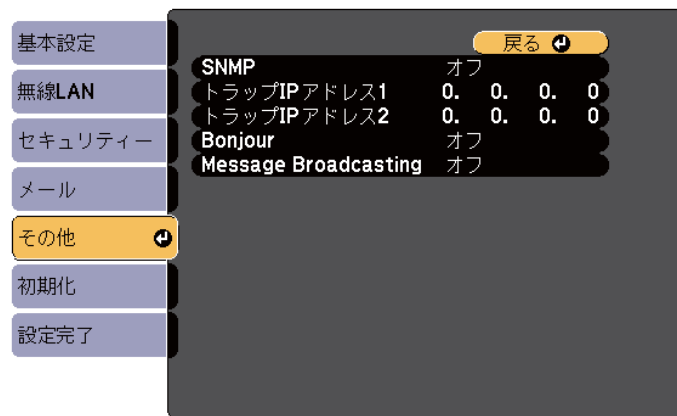 基本設定
無線LAN
セキュリティー
メール
その他
初期化
設定完了
戻る
SNMP オフ
トラップIPアドレス1 0. 0. 0. 0
トラップIPアドレス2 0. 0. 0. 0
Bonjour オフ
Message Broadcasting オフ